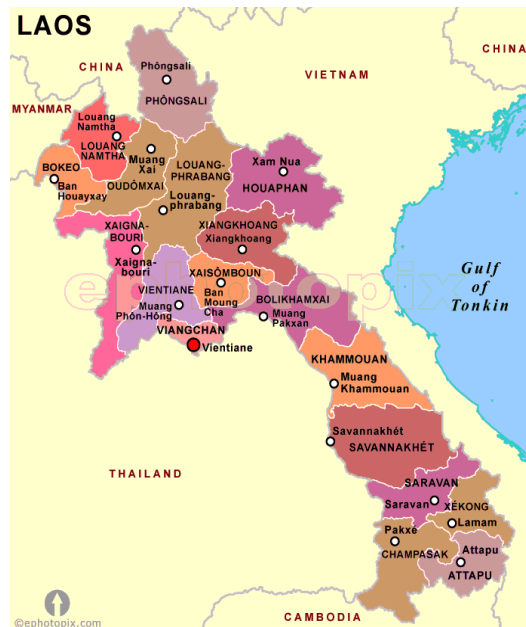 LAOS
CHINA
CHINA
VIETNAM
MYANMAR
Phôngsali
PHÔNGSALI
Louang
Namtha
LOUANG
NAMTHA
BOKEO
Ban
Houayxay
Muang
Xai
OUDÔMXAI
LOUANG-
PHRABANG
Louang-
phrabang
Xam Nua
HOUAPHAN
XIANGKHOANG
Xiangkhoang
XAIGNA-
BOURI
Xaigna-
bouri
XAISÔMBOUN
Ban
Moung
Cha
VIENTIANE
Muang
Phôn-Hông
BOLIKHAMXAI
Muang
Pakxan
VIANGCHAN
Vientiane
ephotopix
Gulf
of
Tonkin
KHAMMOUAN
Muang
Khammouan
Savannakhét
SAVANNAKHÉT
THAILAND
SARAVAN
Saravan
XÉKONG
Lamam
Pakxé
CHAMPASAK
Attapu
ATTAPU
CAMBODIA
©ephotopix.com